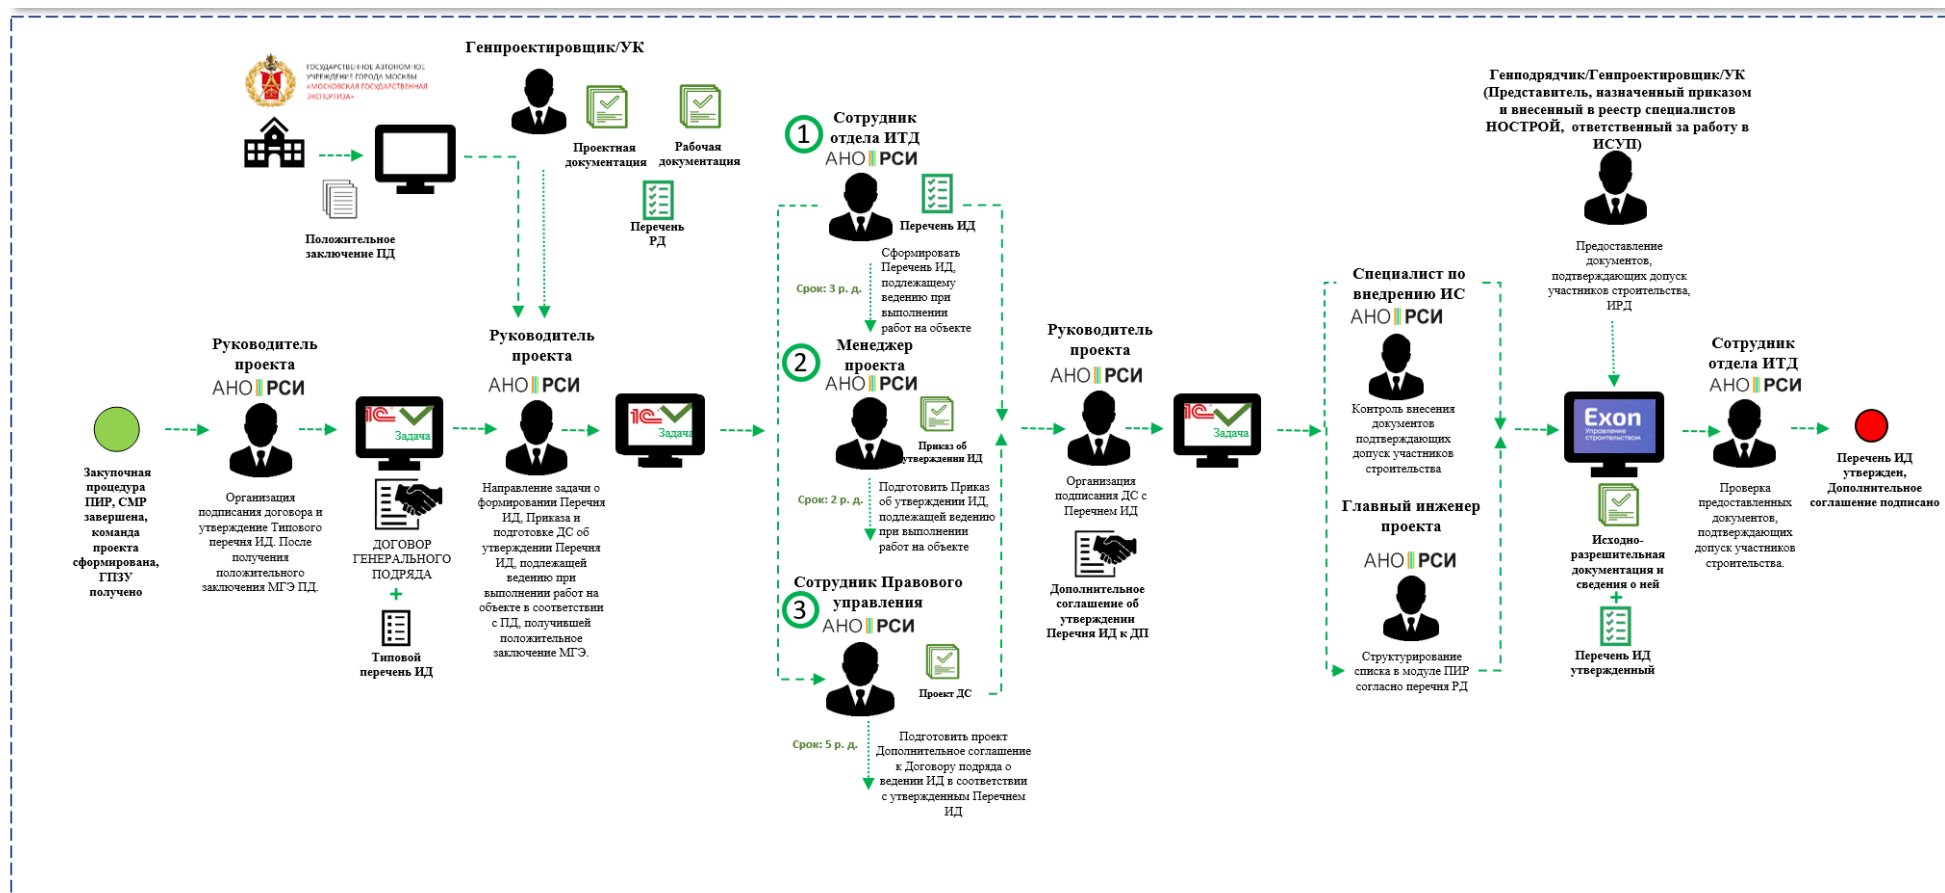 ГОСУДАРСТВЕННОЕ АВТОНОМНОЕ
УЧРЕЖДЕНИЕ ГОРОДА МОСКВЫ
«МОСКОВСКАЯ ГОСУДАРСТВЕННАЯ
ЭКСПЕРТИЗА»
Положительное
заключение ПД
Генпроектировщик/УК
Проектная
документация
Рабочая
документация
Перечень
РД
Закупочная
процедура
ПИР, СМР
завершена,
команда
проекта
сформирована,
ГПЗУ
получено
Руководитель
проекта
АНО РСИ
Организация
подписания договора и
утверждение Типового
перечня ИД. После
получения
положительного
заключения МГЭ ПД.
1С
Задача
ДОГОВОР
ГЕНЕРАЛЬНОГО
ПОДРЯДА
+
Типовой
перечень ИД
Руководитель
проекта
АНО РСИ
Направление задачи о
формировании Перечня
ИД, Приказа и
подготовке ДС об
утверждении Перечня
ИД, подлежащей
ведению при
выполнении работ на
объекте в соответствии
с ПД, получившей
положительное
заключение МГЭ.
1С
Задача
1
Сотрудник
отдела ИТД
АНО РСИ
Перечень ИД
Срок: 3 р. д.
Сформировать
Перечень ИД,
подлежащему
ведению при
выполнении
работ на объекте
2
Менеджер
проекта
АНО РСИ
Приказ об
утверждении ИД
Срок: 2 р. д.
Подготовить Приказ
об утверждении ИД,
подлежащей ведению
при выполнении
работ на объекте
3
Сотрудник Правового
управления
АНО РСИ
Проект ДС
Срок: 5 р. д.
Подготовить проект
Дополнительное соглашение
к Договору подряда о
ведении ИД в соответствии
с утвержденным Перечнем
ИД
Руководитель
проекта
АНО РСИ
Организация
подписания ДС с
Перечнем ИД
Дополнительное
соглашение об
утверждении
Перечня ИД к ДП
1С
Задача
Специалист по
внедрению ИС
АНО РСИ
Контроль внесения
документов
подтверждающих
допуск участников
строительства
Главный инженер
проекта
АНО РСИ
Структурирование
списка в модуле ПИР
согласно перечня РД
Генподрядчик/Генпроектировщик/УК
(Представитель, назначенный приказом
и внесенный в реестр специалистов
НОСТРОЙ, ответственный за работу в
ИСУП)
Предоставление
документов,
подтверждающих допуск
участников строительства,
ИРД
Exon
Управление
строительством
Исходно-
разрешительная
документация и
сведения о ней
+
Перечень ИД
утвержденный
Сотрудник
отдела ИТД
АНО РСИ
Проверка
предоставленных
документов,
подтверждающих
допуск участников
строительства.
Перечень ИД
утвержден,
Дополнительное
соглашение подписано